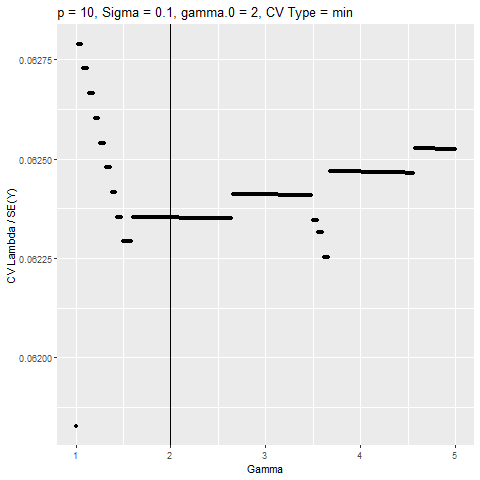 p = 10, Sigma = 0.1, gamma.0 = 2, CV Type = min
0.06275
0.06250
0.06225
0.06200
CV Lambda / SE(Y)
1 2 3 4 5
Gamma